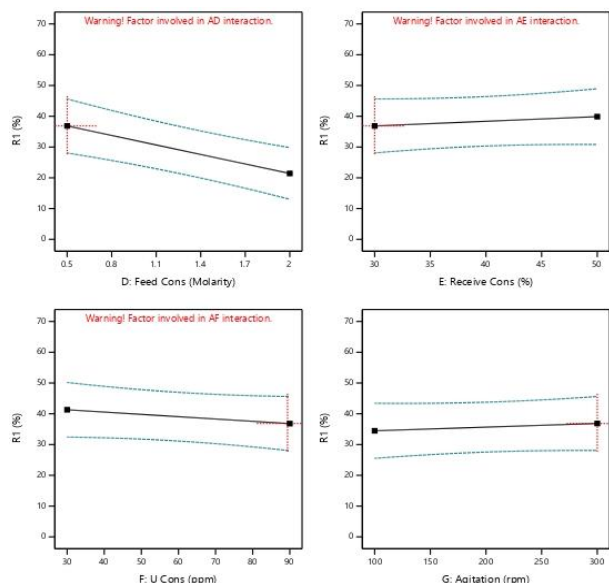 Warning! Factor involved in AD interaction.
70
60
50
40
30
20
10
0
R1 (%)
0.5 0.8 1.1 1.4 1.7 2
D: Feed Cons (Molarity)
Warning! Factor involved in AE interaction.
70
60
50
40
30
20
10
0
R1 (%)
30 35 40 45 50
E: Receive Cons (%)
Warning! Factor involved in AF interaction.
70
60
50
40
30
20
10
0
R1 (%)
30 40 50 60 70 80 90
F: U Cons (ppm)
70
60
50
40
30
20
10
0
R1 (%)
100 150 200 250 300
G: Agitation (rpm)